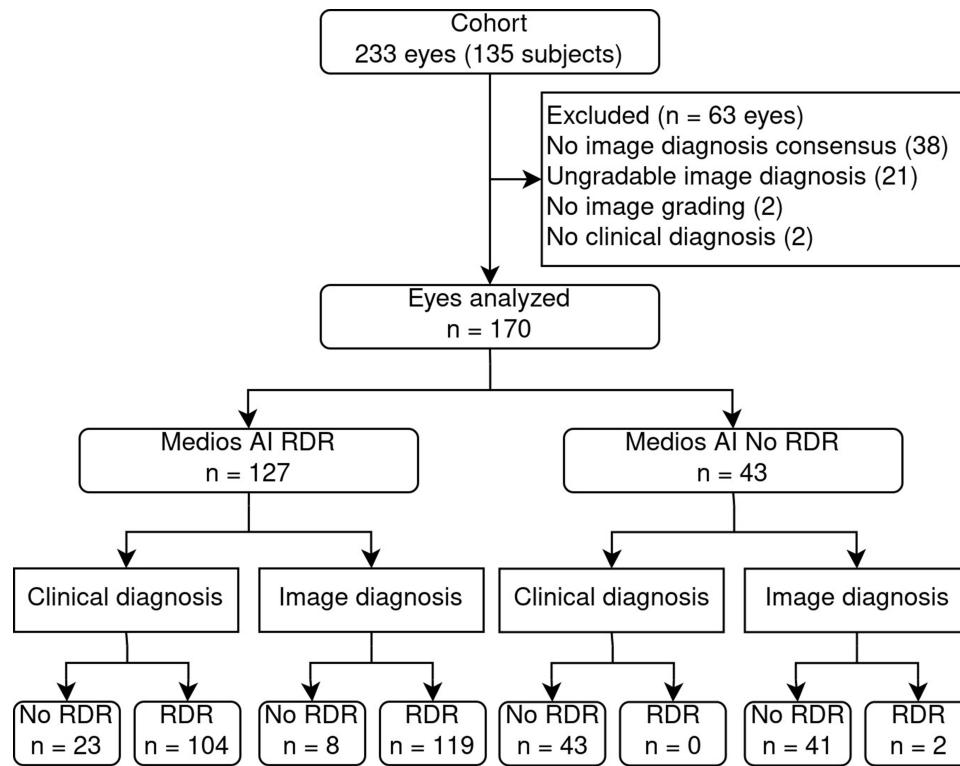 Cohort
233 eyes (135 subjects)
Excluded (n = 63 eyes)
No image diagnosis consensus (38)
Ungradable image diagnosis (21)
No image grading (2)
No clinical diagnosis (2)
Eyes analyzed
n = 170
Medios AI RDR
n = 127
Medios AI No RDR
n = 43
Clinical diagnosis
Image diagnosis
Clinical diagnosis
Image diagnosis
No RDR
n = 23
RDR
n = 104
No RDR
n = 8
RDR
n = 119
No RDR
n = 43
RDR
n = 0
No RDR
n = 41
RDR
n = 2